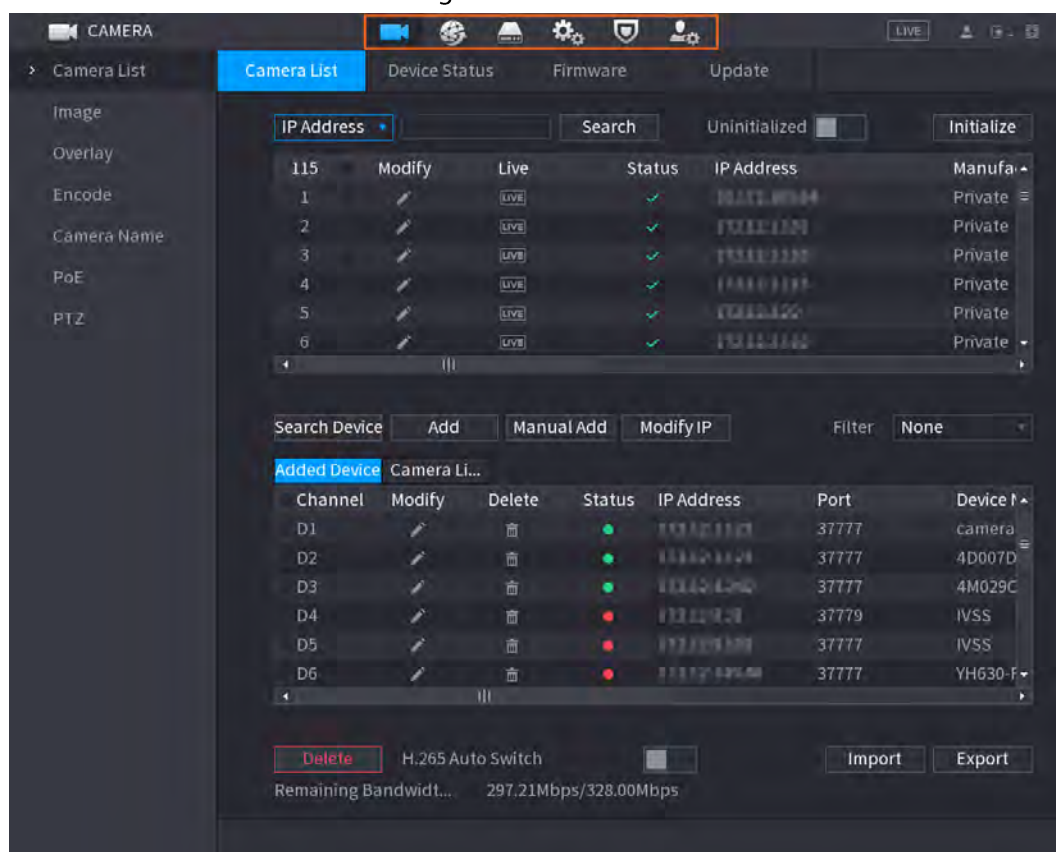 CAMERA LIVE
Camera List Camera List Device Status Firmware Update
Image
IP Address Search Uninitialized Initialize
Overlay
115 Modify Live Status IP Address Manufa
Encode
1 LIVE Private
2 LIVE Private
Camera Name
3 LIVE Private
PoE
4 LIVE Private
5 LIVE Private
PTZ
6 LIVE Private
Search Device Add Manual Add Modify IP Filter None
Added Device Camera Li...
Channel Modify Delete Status IP Address Port Device
D1 37777 camera
D2 37777 4D007D
D3 37777 4M029C
D4 37779 IVSS
D5 37777 IVSS
D6 37777 YH630-F
Delete H.265 Auto Switch Import Export
Remaining Bandwidt... 297.21Mbps/328.00Mbps